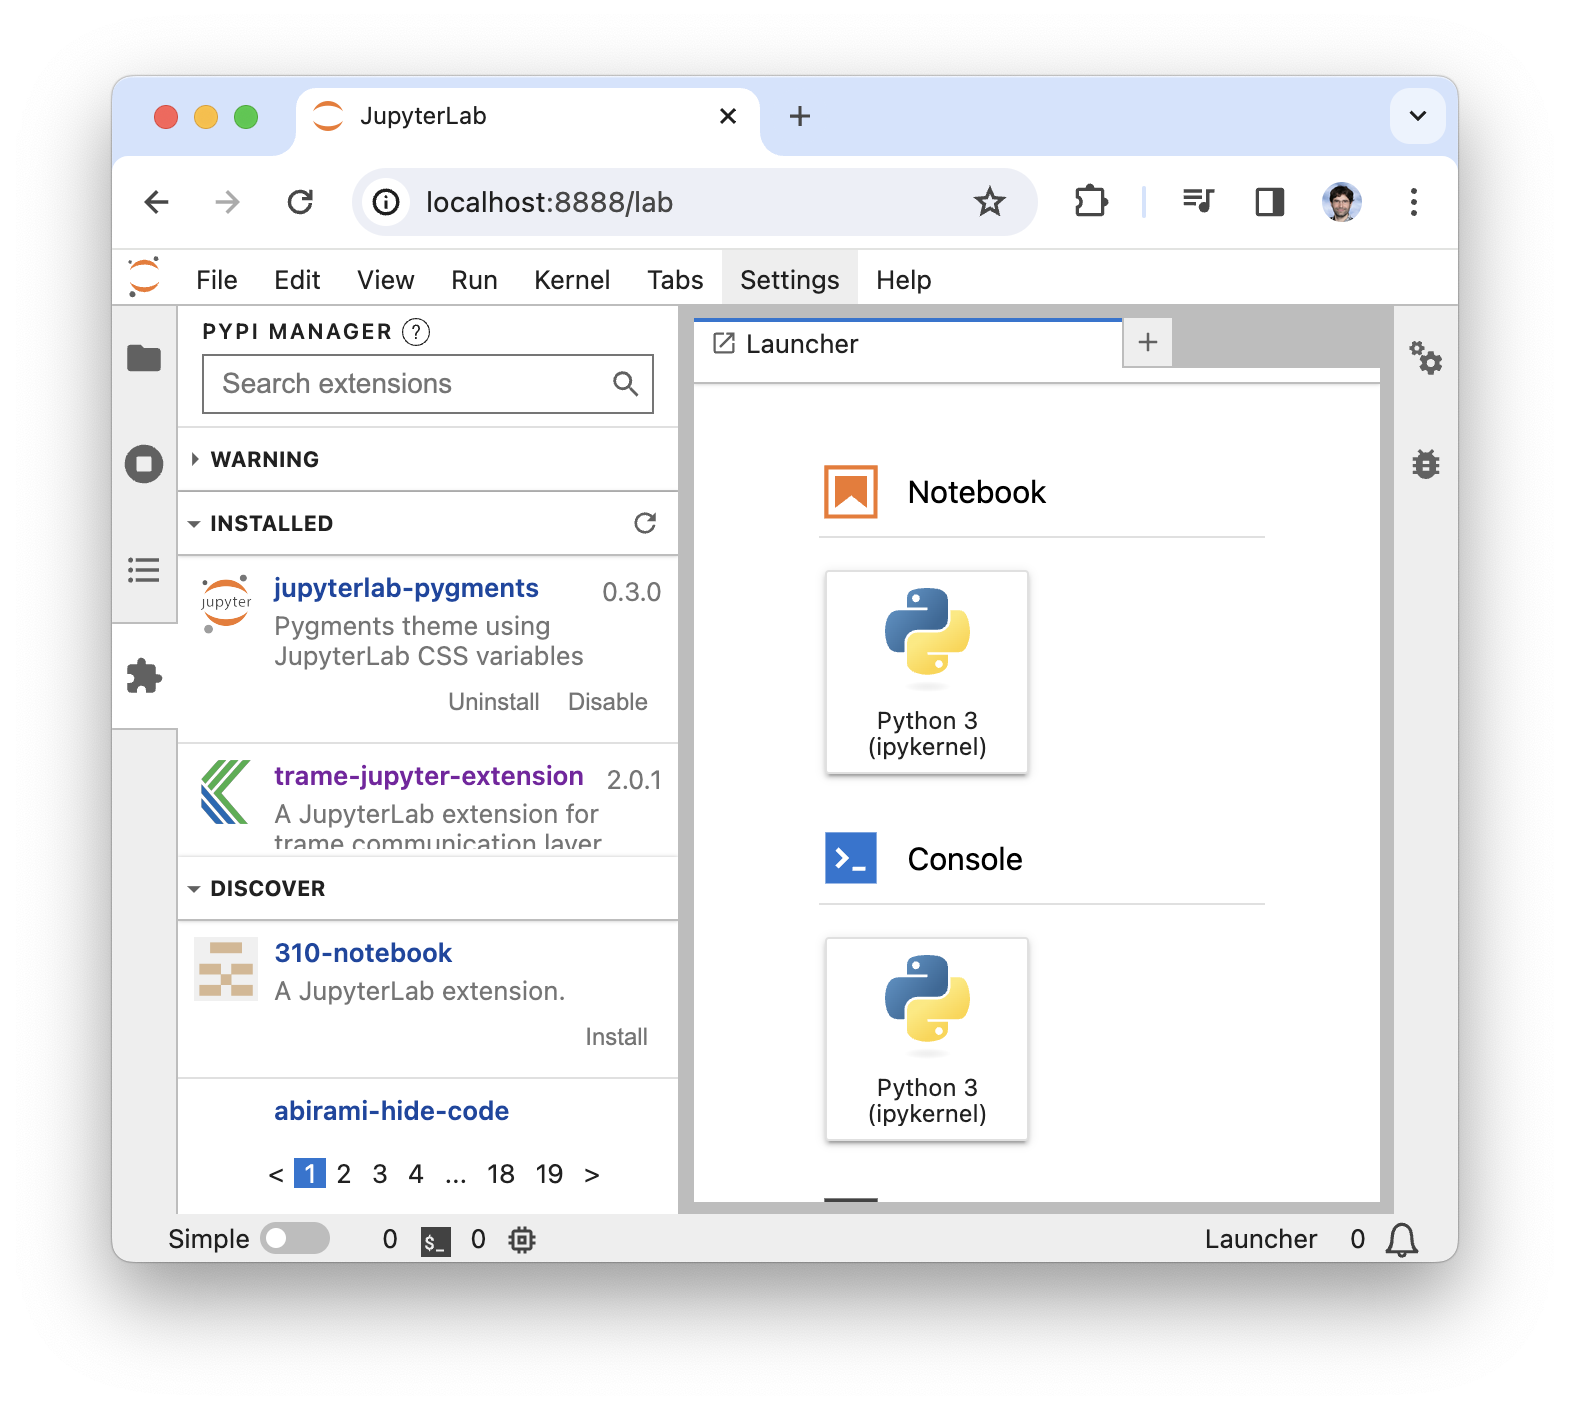 JupyterLab
localhost:8888/lab
File Edit View Run Kernel Tabs Settings Help
PYPI MANAGER ?
Search extensions
WARNING
INSTALLED
jupyter
jupyterlab-pygments 0.3.0
Pygments theme using
JupyterLab CSS variables
Uninstall Disable
trame-jupyter-extension 2.0.1
A JupyterLab extension for
trame communication layer
DISCOVER
310-notebook
A JupyterLab extension.
Install
abirami-hide-code
< 1 2 3 4 ... 18 19 >
Launcher
Notebook
Python 3
(ipykernel)
Console
Python 3
(ipykernel)
Simple 0 $_ 0 Launcher 0